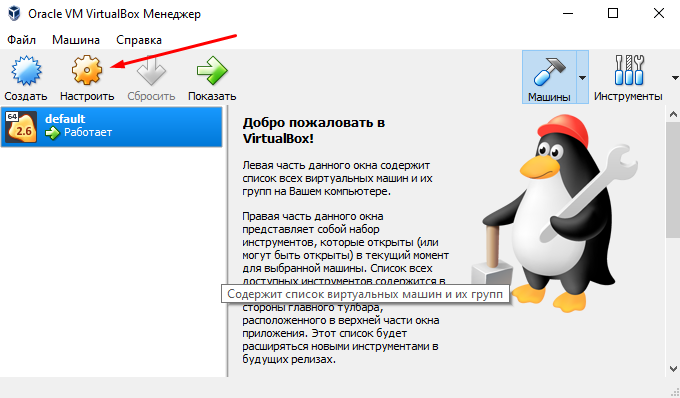 Oracle VM VirtualBox Менеджер
Файл Машина Справка
Создать Настроить Сбросить Показать Машины Инструменты
64
2.6
default
Работает
Добро пожаловать в
VirtualBox!
Левая часть данного окна содержит
список всех виртуальных машин и их
групп на Вашем компьютере.
Правая часть данного окна
представляет собой набор
инструментов, которые открыты (или
могут быть открыты) в текущий момент
для выбранной машины. Список всех
доступных инструментов содержится в
Содержит список виртуальных машин и их групп
стороны главного тулбара,
расположенного в верхней части окна
приложения. Этот список будет
расширяться новыми инструментами в
будущих релизах.